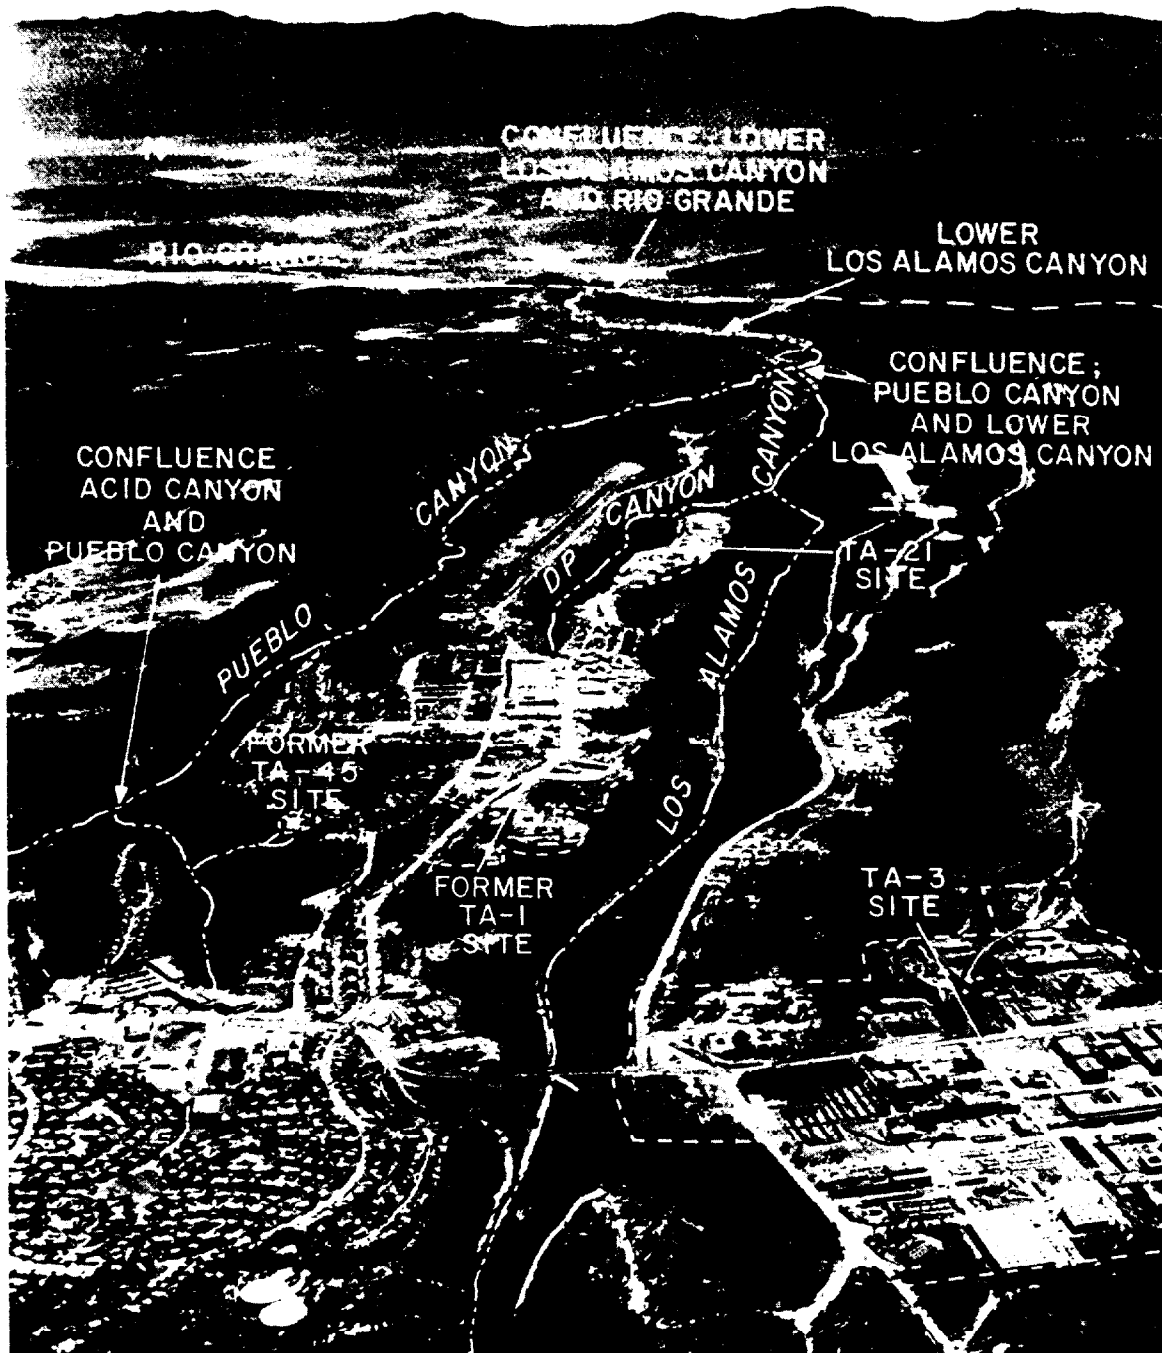 N
CONFLUENCE; LOWER
LOS ALAMOS CANYON
AND RIO GRANDE
RIO GRANDE
LOWER
LOS ALAMOS CANYON
CONFLUENCE;
PUEBLO CANYON
AND LOWER
LOS ALAMOS CANYON
CONFLUENCE
ACID CANYON
AND
PUEBLO CANYON
PUEBLO CANYON
DP CANYON
LOS ALAMOS CANYON
TA-21
SITE
FORMER
TA-45
SITE
FORMER
TA-1
SITE
TA-3
SITE